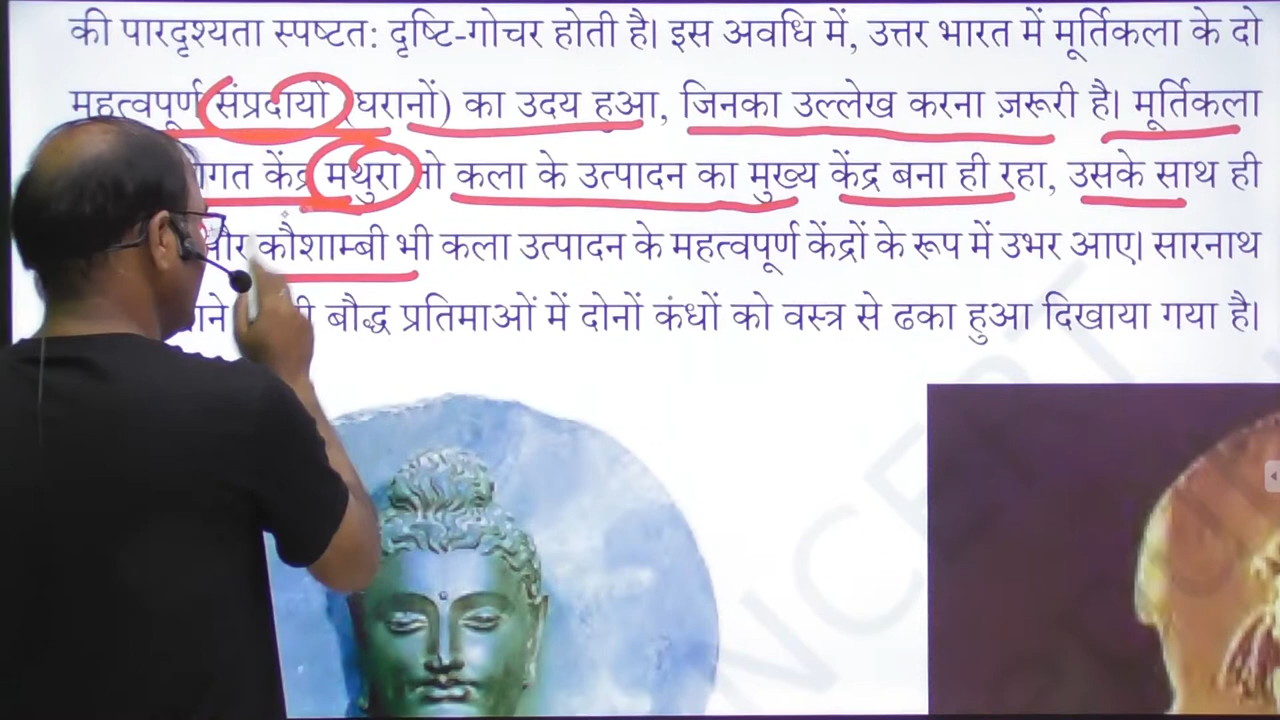 की पारदृश्यता स्पष्टत: दृष्टि-गोचर होती है। इस अवधि में, उत्तर भारत में मूर्तिकला के दो
महत्वपूर्ण संप्रदायों (घरानों) का उदय हुआ, जिनका उल्लेख करना ज़रूरी है। मूर्तिकला
केंद्र मथुरा तो कला के उत्पादन का मुख्य केंद्र बना ही रहा, उसके साथ ही
और कौशाम्बी भी कला उत्पादन के महत्वपूर्ण केंद्रों के रूप में उभर आए। सारनाथ
बौद्ध प्रतिमाओं में दोनों कंधों को वस्त्र से ढका हुआ दिखाया गया है।
NCERT